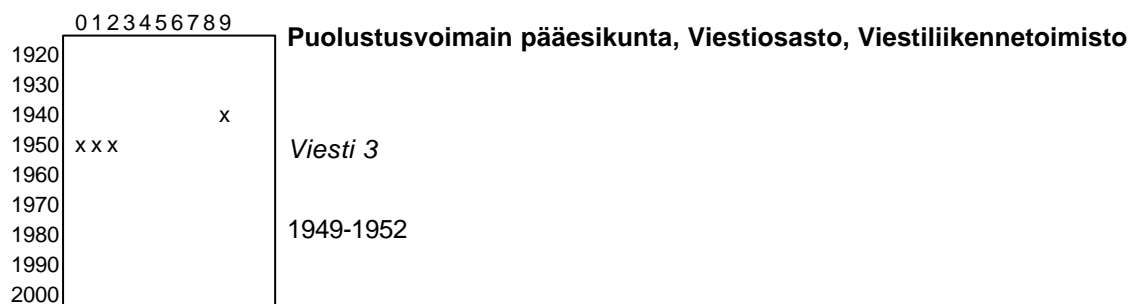 0123456789
Puolustusvoimain pääesikunta, Viestiosasto, Viestiliikennetoimisto
1920
1930
1940 x
1950 x x x
Viesti 3
1960
1970
1980
1949-1952
1990
2000